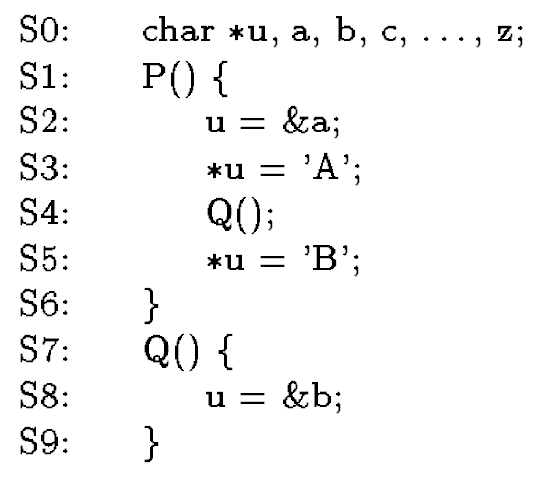 S0: char *u, a, b, c, ..., z;
S1: P() {
S2: u = &a;
S3: *u = 'A';
S4: Q();
S5: *u = 'B';
S6: }
S7: Q() {
S8: u = &b;
S9: }